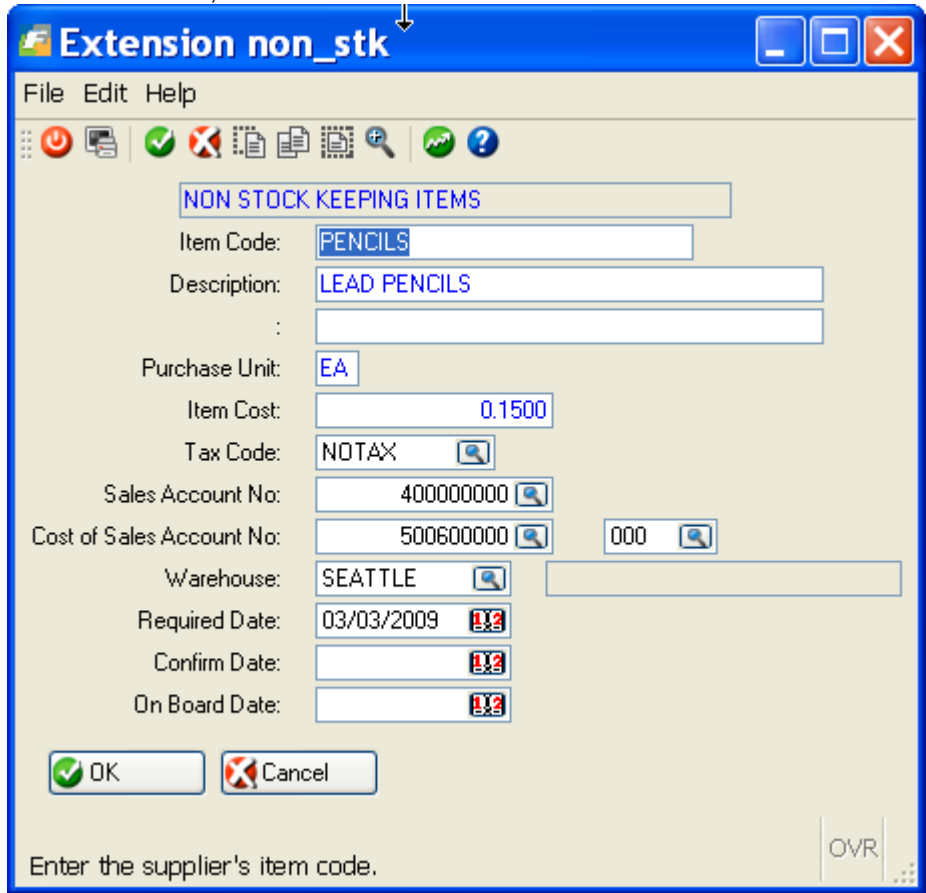 Extension non_stk
File Edit Help
NON STOCK KEEPING ITEMS
Item Code: PENCILS
Description: LEAD PENCILS
:
Purchase Unit: EA
Item Cost: 0.1500
Tax Code: NOTAX
Sales Account No: 400000000
Cost of Sales Account No: 500600000 000
Warehouse: SEATTLE
Required Date: 03/03/2009
Confirm Date:
On Board Date:
OK Cancel
Enter the supplier's item code. OVR